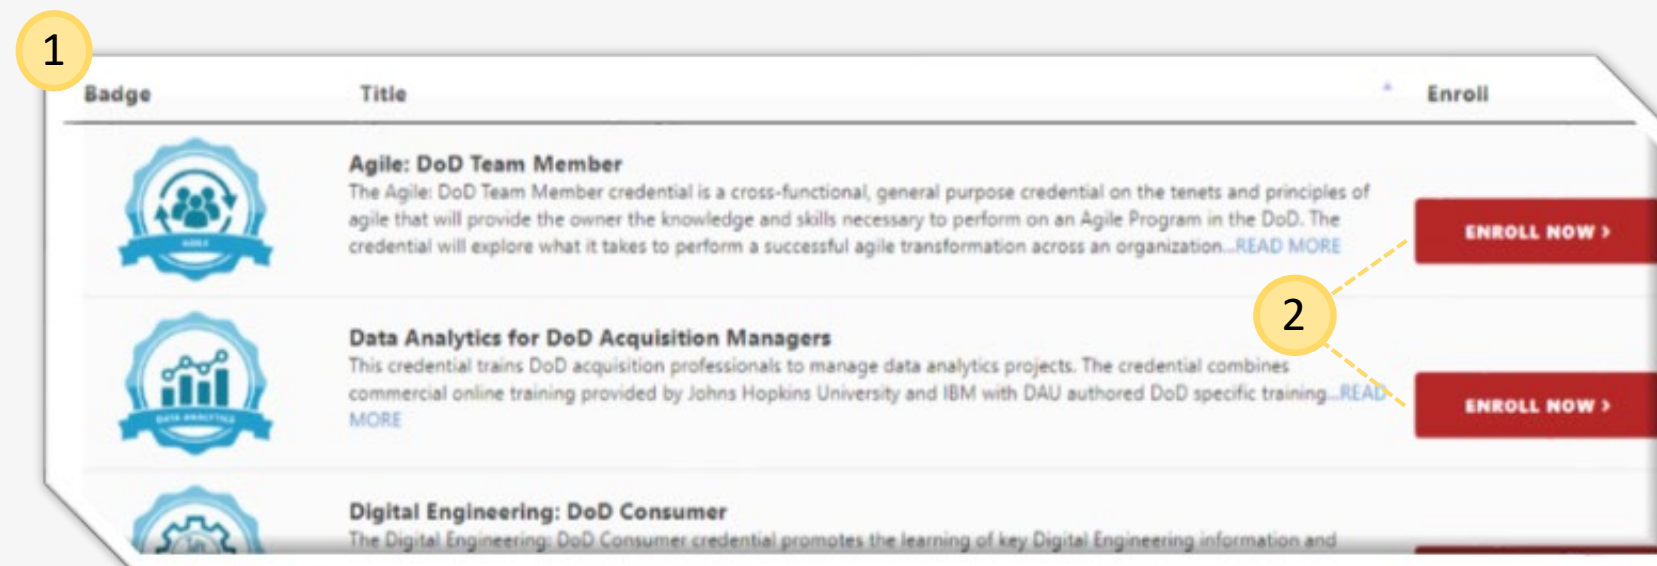 1
Badge Title Enroll
Agile: DoD Team Member
The Agile: DoD Team Member credential is a cross-functional, general purpose credential on the tenets and principles of
agile that will provide the owner the knowledge and skills necessary to perform on an Agile Program in the DoD. The
credential will explore what it takes to perform a successful agile transformation across an organization...READ MORE
AGILE
ENROLL NOW >
2
Data Analytics for DoD Acquisition Managers
This credential trains DoD acquisition professionals to manage data analytics projects. The credential combines
commercial online training provided by Johns Hopkins University and IBM with DAU authored DoD specific training...READ
MORE
DATA ANALYTICS
ENROLL NOW >
Digital Engineering: DoD Consumer
The Digital Engineering: DoD Consumer credential promotes the learning of key Digital Engineering information and